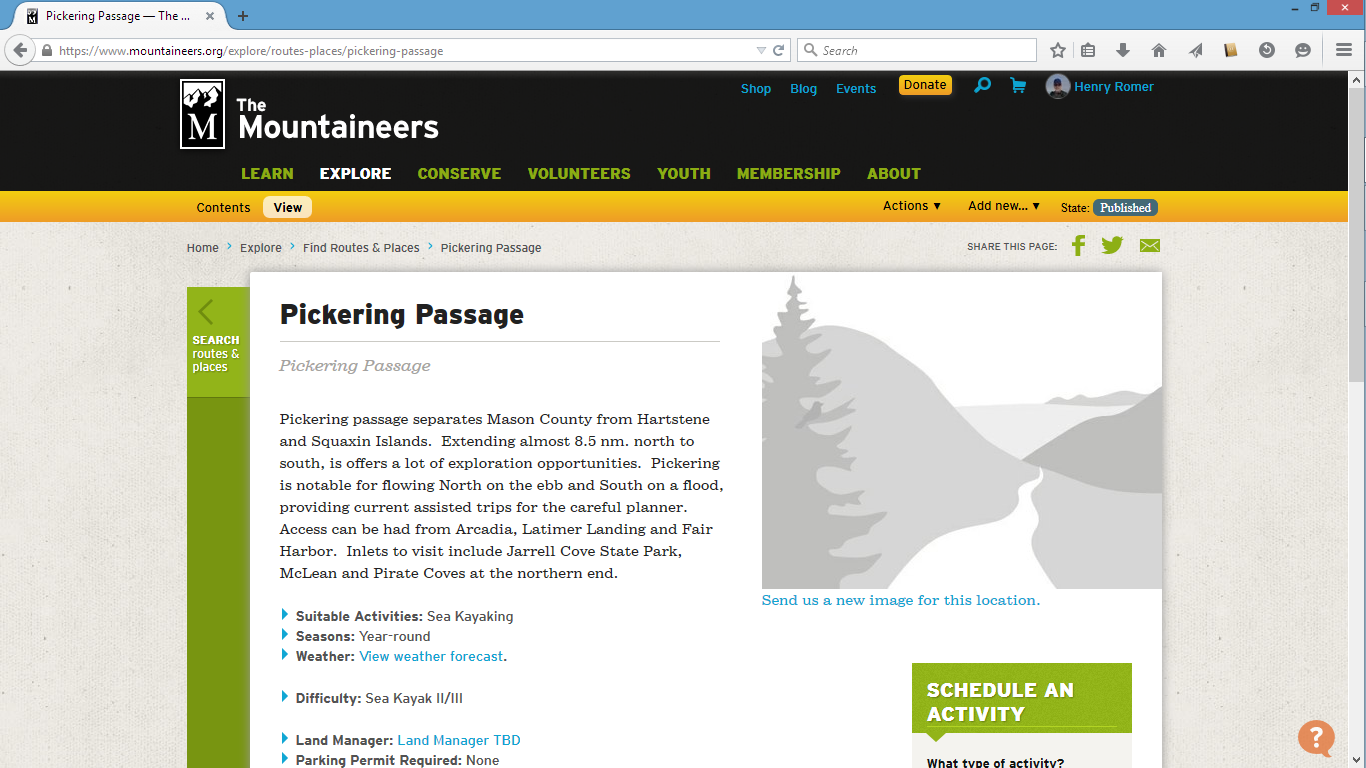 Pickering Passage — The ...
https://www.mountaineers.org/explore/routes-places/pickering-passage
Search
M
The
Mountaineers
Shop Blog Events Donate Henry Romer
LEARN EXPLORE CONSERVE VOLUNTEERS YOUTH MEMBERSHIP ABOUT
Contents View Actions ▼ Add new... ▼ State: Published
Home › Explore › Find Routes & Places › Pickering Passage SHARE THIS PAGE:
SEARCH
routes &
places
Pickering Passage
Pickering Passage
Pickering passage separates Mason County from Hartstene
and Squaxin Islands. Extending almost 8.5 nm. north to
south, is offers a lot of exploration opportunities. Pickering
is notable for flowing North on the ebb and South on a flood,
providing current assisted trips for the careful planner.
Access can be had from Arcadia, Latimer Landing and Fair
Harbor. Inlets to visit include Jarrell Cove State Park,
McLean and Pirate Coves at the northern end.
Suitable Activities: Sea Kayaking
Seasons: Year-round
Weather: View weather forecast.
Difficulty: Sea Kayak II/III
Land Manager: Land Manager TBD
Parking Permit Required: None
Send us a new image for this location.
SCHEDULE AN
ACTIVITY
What type of activity?
?